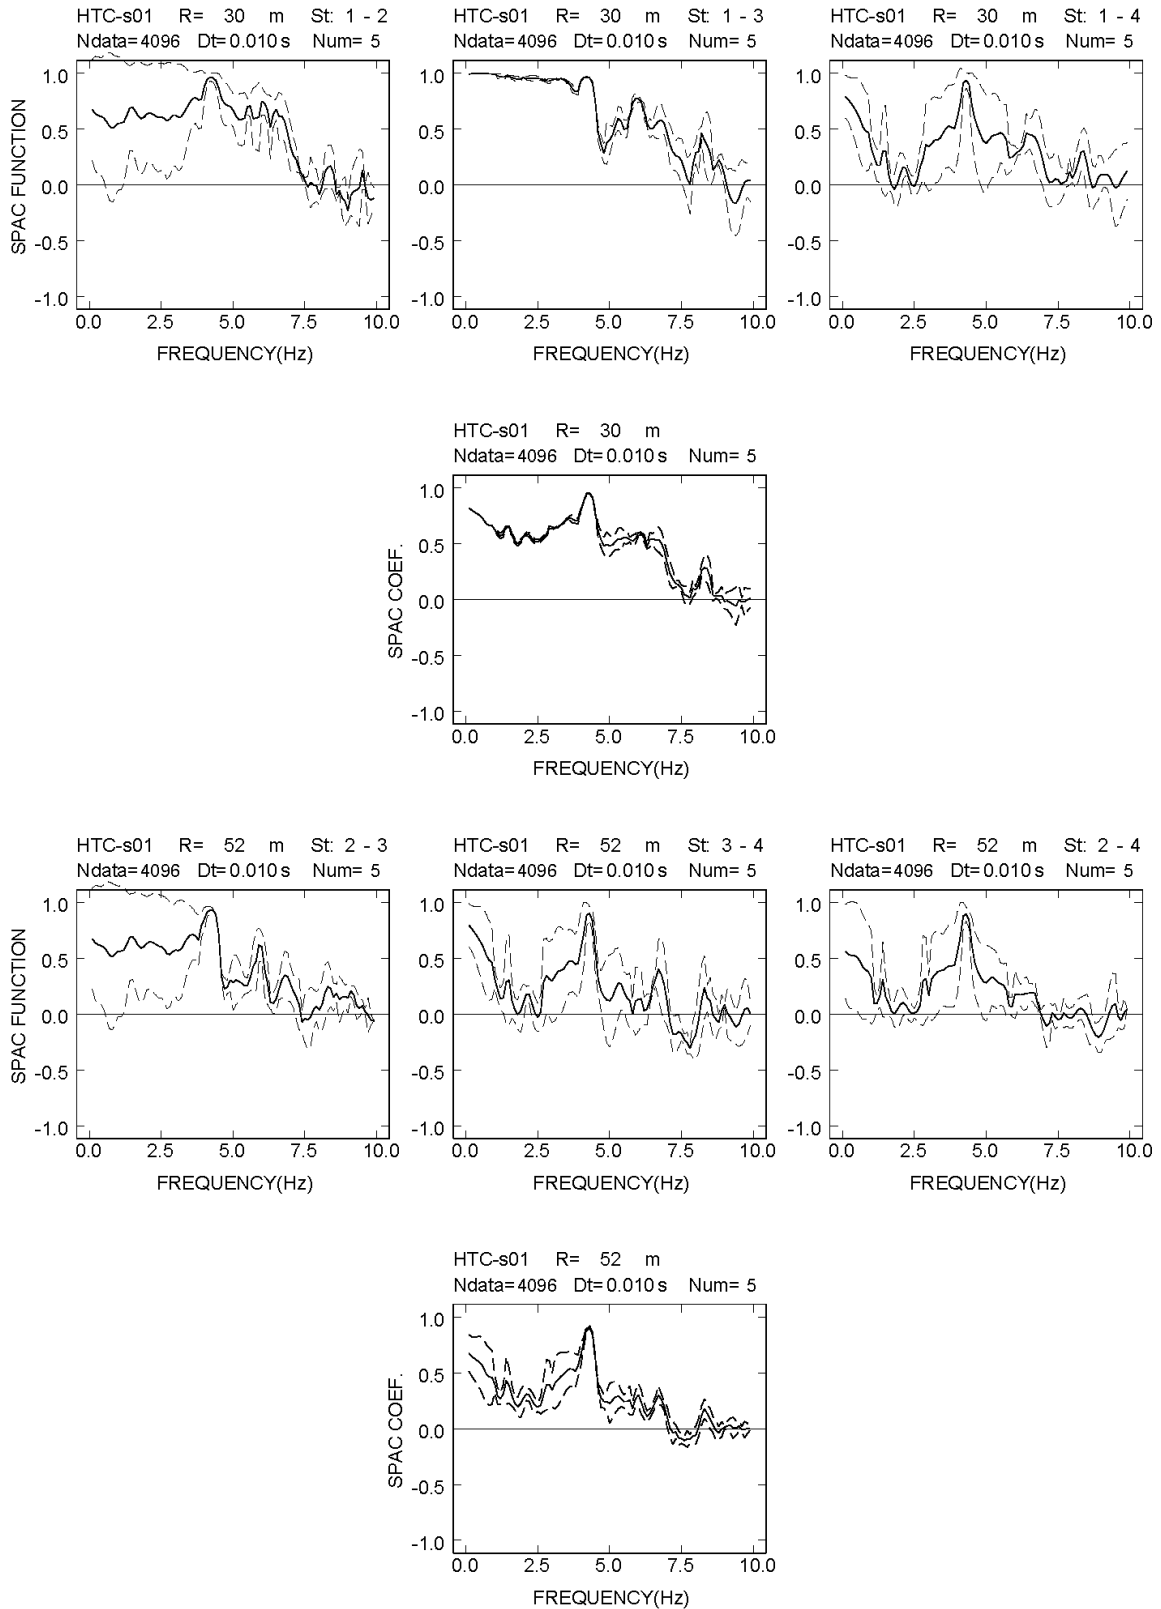 HTC-s01 R= 30 m St: 1 - 2
Ndata=4096 Dt=0.010 s Num= 5
1.0
0.5
0.0
-0.5
-1.0
SPAC FUNCTION
0.0 2.5 5.0 7.5 10.0
FREQUENCY(Hz)
HTC-s01 R= 30 m St: 1 - 3
Ndata=4096 Dt=0.010 s Num= 5
1.0
0.5
0.0
-0.5
-1.0
0.0 2.5 5.0 7.5 10.0
FREQUENCY(Hz)
HTC-s01 R= 30 m St: 1 - 4
Ndata=4096 Dt=0.010 s Num= 5
1.0
0.5
0.0
-0.5
-1.0
0.0 2.5 5.0 7.5 10.0
FREQUENCY(Hz)
HTC-s01 R= 30 m
Ndata=4096 Dt=0.010 s Num= 5
1.0
0.5
0.0
-0.5
-1.0
SPAC COEF.
0.0 2.5 5.0 7.5 10.0
FREQUENCY(Hz)
HTC-s01 R= 52 m St: 2 - 3
Ndata=4096 Dt=0.010 s Num= 5
1.0
0.5
0.0
-0.5
-1.0
SPAC FUNCTION
0.0 2.5 5.0 7.5 10.0
FREQUENCY(Hz)
HTC-s01 R= 52 m St: 3 - 4
Ndata=4096 Dt=0.010 s Num= 5
1.0
0.5
0.0
-0.5
-1.0
0.0 2.5 5.0 7.5 10.0
FREQUENCY(Hz)
HTC-s01 R= 52 m St: 2 - 4
Ndata=4096 Dt=0.010 s Num= 5
1.0
0.5
0.0
-0.5
-1.0
0.0 2.5 5.0 7.5 10.0
FREQUENCY(Hz)
HTC-s01 R= 52 m
Ndata=4096 Dt=0.010 s Num= 5
1.0
0.5
0.0
-0.5
-1.0
SPAC COEF.
0.0 2.5 5.0 7.5 10.0
FREQUENCY(Hz)